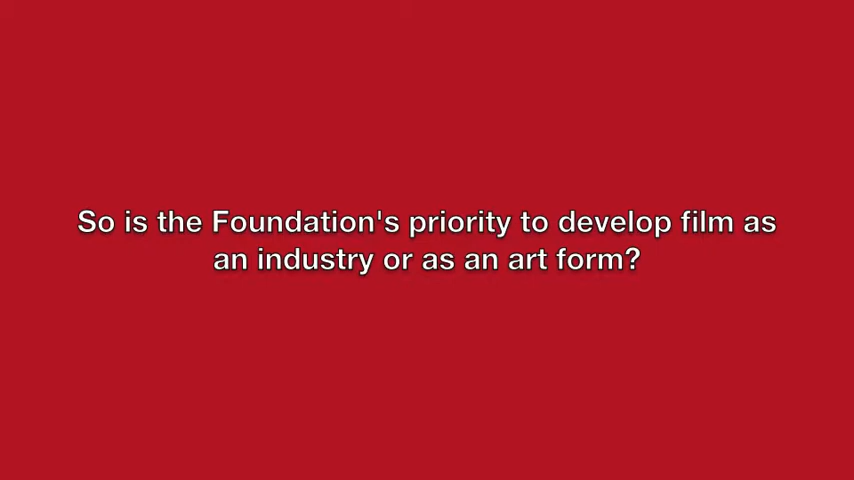 So is the Foundation's priority to develop film as
an industry or as an art form?